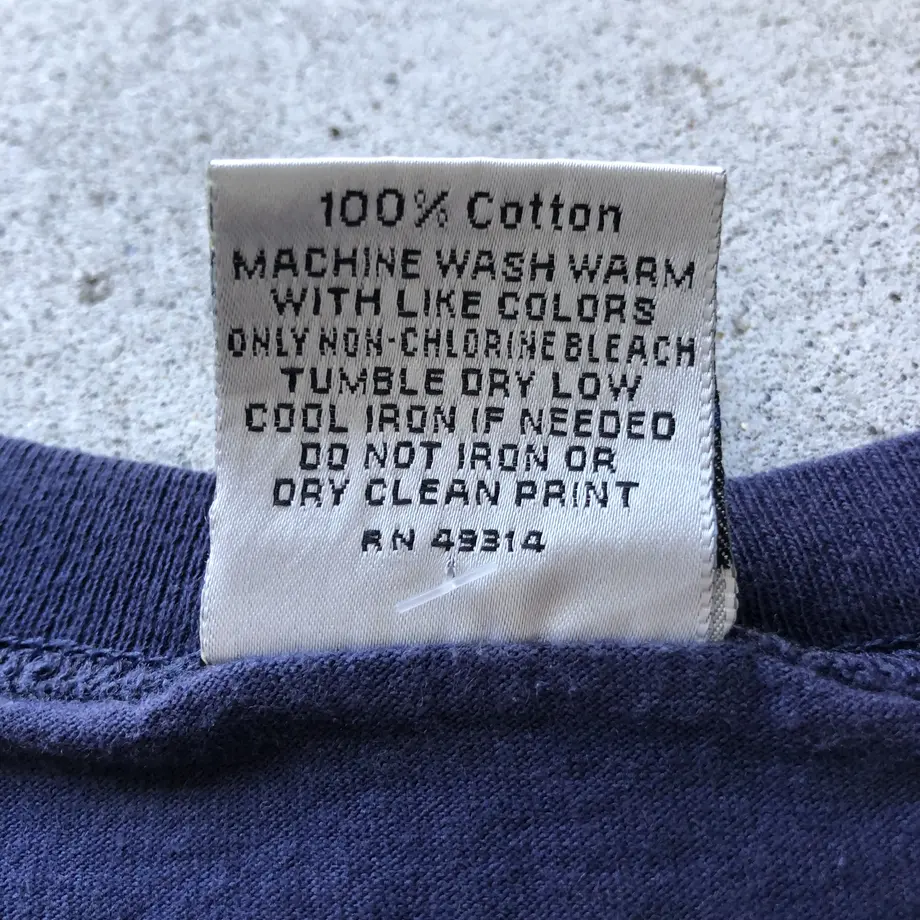 100% Cotton
MACHINE WASH WARM
WITH LIKE COLORS
ONLY NON-CHLORINE BLEACH
TUMBLE DRY LOW
COOL IRON IF NEEDED
DO NOT IRON OR
DRY CLEAN PRINT
RN 49314